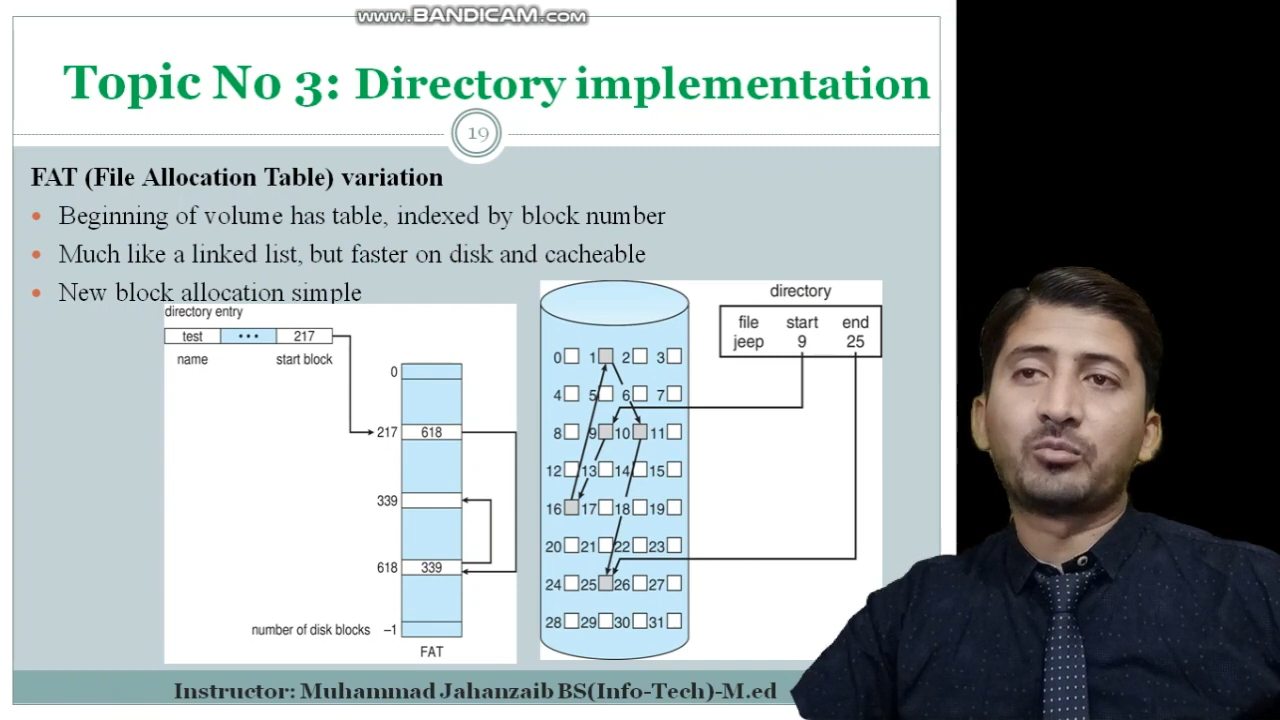 www.BANDICAM.com
Topic No 3: Directory implementation
19
FAT (File Allocation Table) variation
• Beginning of volume has table, indexed by block number
• Much like a linked list, but faster on disk and cacheable
• New block allocation simple
directory entry
test ••• 217
name start block
0
217 618
339
618 339
number of disk blocks –1
FAT
directory
file start end
jeep 9 25
0 1 2 3
4 5 6 7
8 9 10 11
12 13 14 15
16 17 18 19
20 21 22 23
24 25 26 27
28 29 30 31
Instructor: Muhammad Jahanzaib BS(Info-Tech)-M.ed